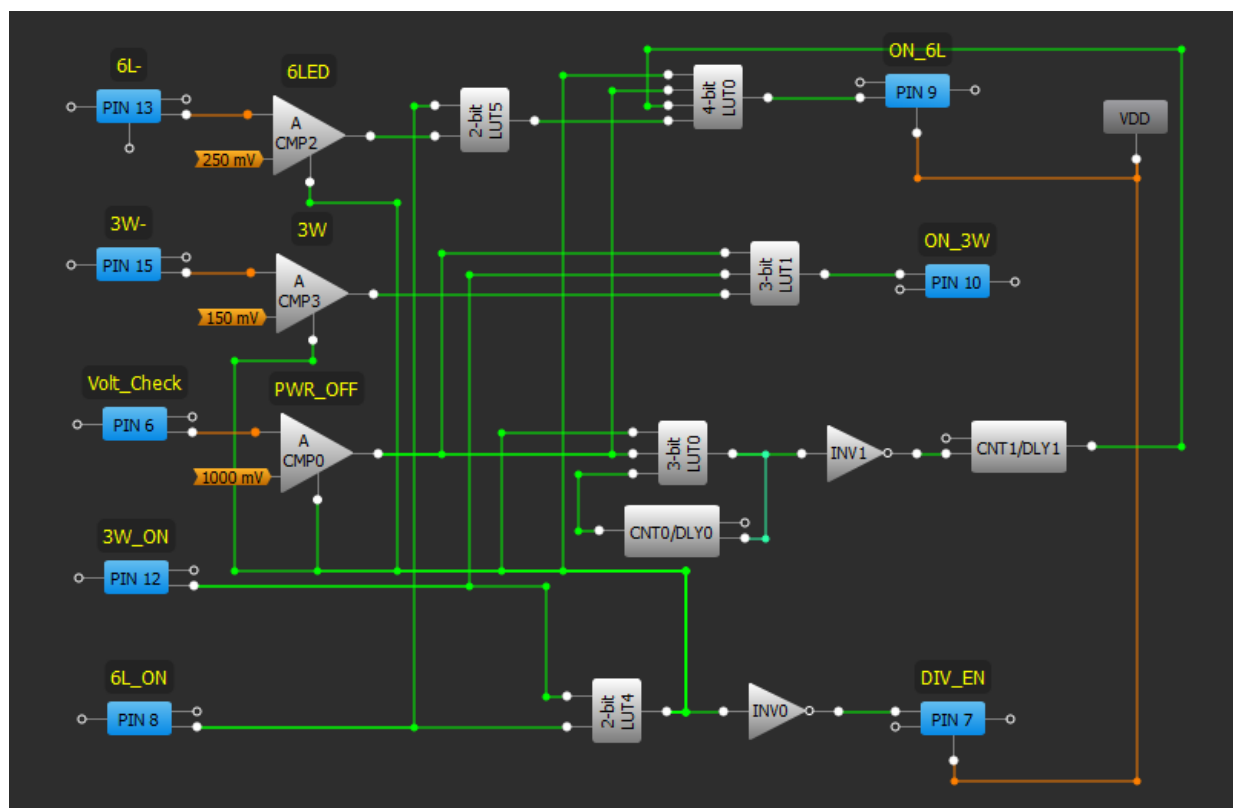 6L-
PIN 13
6LED
A
CMP2
250 mV
2-bit
LUT5
4-bit
LUT0
ON_6L
PIN 9
VDD
3W-
PIN 15
3W
A
CMP3
150 mV
3-bit
LUT1
ON_3W
PIN 10
Volt_Check
PIN 6
PWR_OFF
A
CMP0
1000 mV
3-bit
LUT0
INV1
CNT1/DLY1
CNT0/DLY0
3W_ON
PIN 12
6L_ON
PIN 8
2-bit
LUT4
INV0
DIV_EN
PIN 7